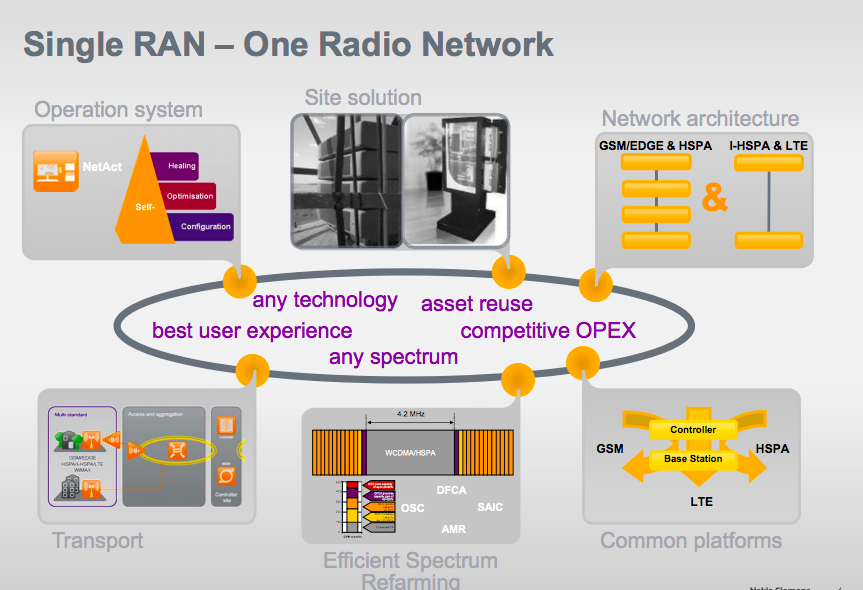 Single RAN – One Radio Network
Operation system
Site solution
Network architecture
NetAct
Self-
Healing
Optimisation
Configuration
GSM/EDGE & HSPA
I-HSPA & LTE
&
any technology
asset reuse
best user experience
competitive OPEX
any spectrum
Multi-standard
GSM/EDGE
HSPA/I-HSPA/LTE
WiMAX
Access and aggregation
Controller
site
4.2 MHz
WCDMA/HSPA
DFCA
OSC
SAIC
AMR
GSM
Controller
Base Station
HSPA
LTE
Transport
Efficient Spectrum
Refarming
Common platforms